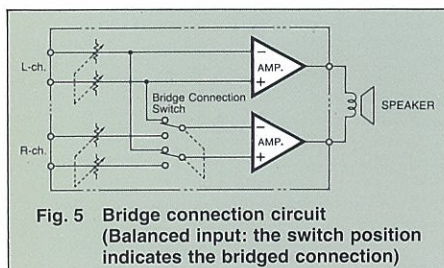 L-ch.
−
AMP.
+
Bridge Connection
Switch
SPEAKER
R-ch.
−
AMP.
+
Fig. 5 Bridge connection circuit
(Balanced input: the switch position
indicates the bridged connection)